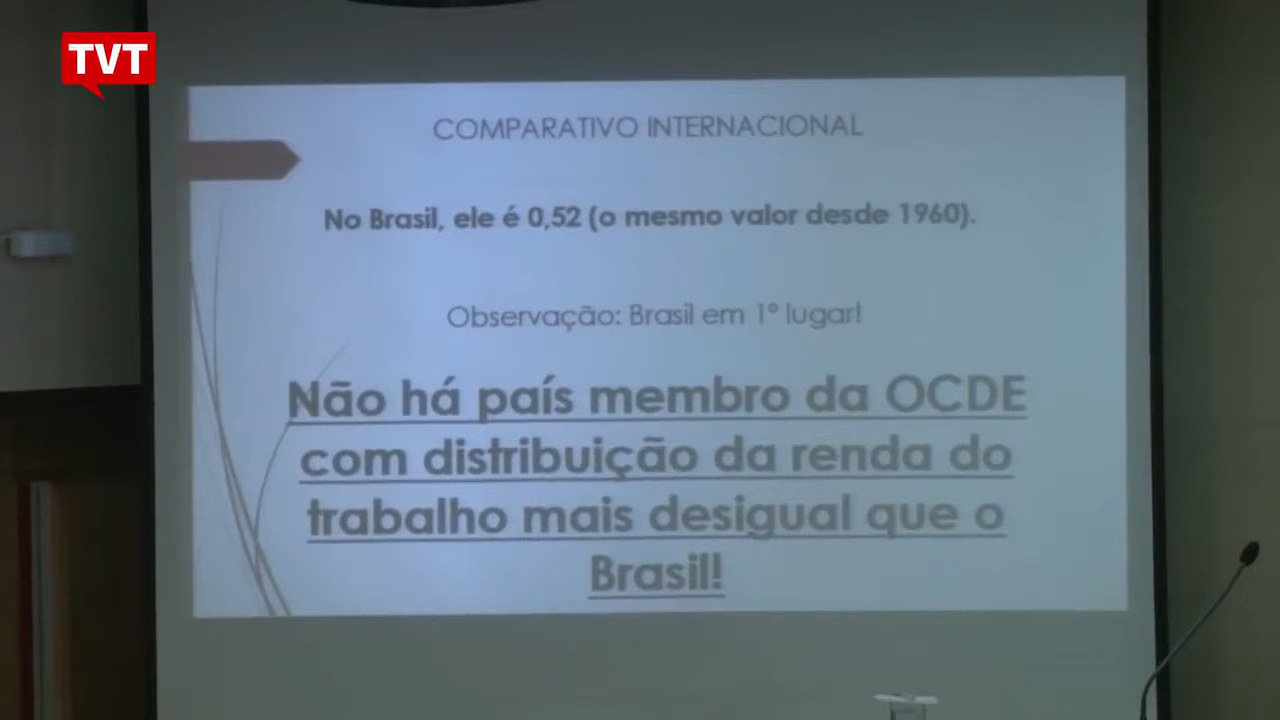 TVT
COMPARATIVO INTERNACIONAL
No Brasil, ele é 0,52 (o mesmo valor desde 1960).
Observação: Brasil em 1º lugar!
Não há país membro da OCDE
com distribuição da renda do
trabalho mais desigual que o
Brasil!